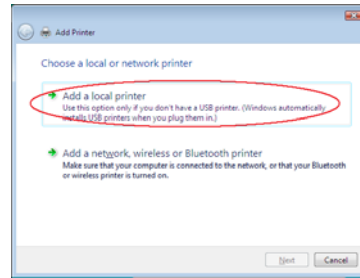 Add Printer
Choose a local or network printer
Add a local printer
Use this option only if you don't have a USB printer. (Windows automatically
installs USB printers when you plug them in.)
Add a network, wireless or Bluetooth printer
Make sure that your computer is connected to the network, or that your Bluetooth
or wireless printer is turned on.
Next Cancel